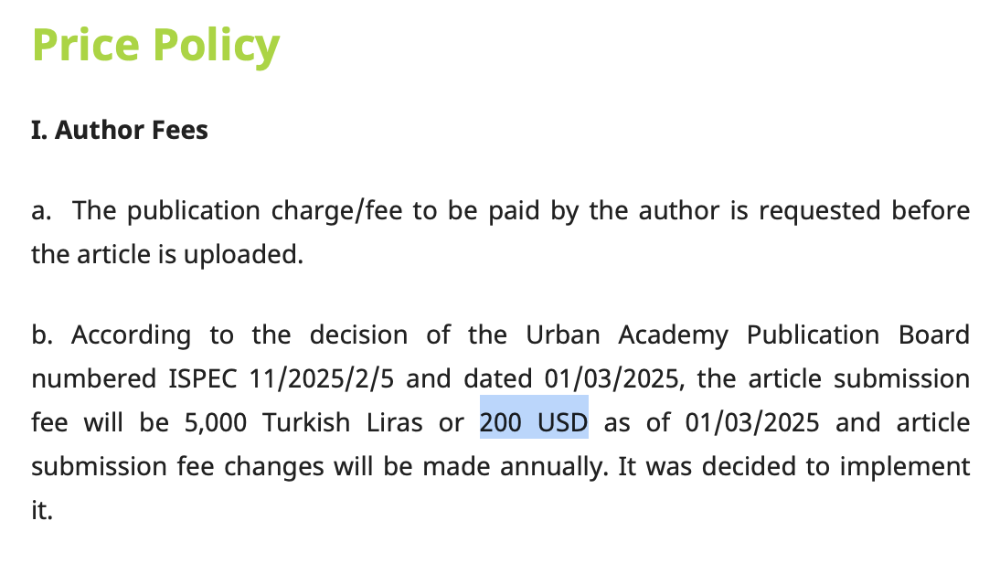 Price Policy
I. Author Fees
a. The publication charge/fee to be paid by the author is requested before
the article is uploaded.
b. According to the decision of the Urban Academy Publication Board
numbered ISPEC 11/2025/2/5 and dated 01/03/2025, the article submission
fee will be 5,000 Turkish Liras or 200 USD as of 01/03/2025 and article
submission fee changes will be made annually. It was decided to implement
it.